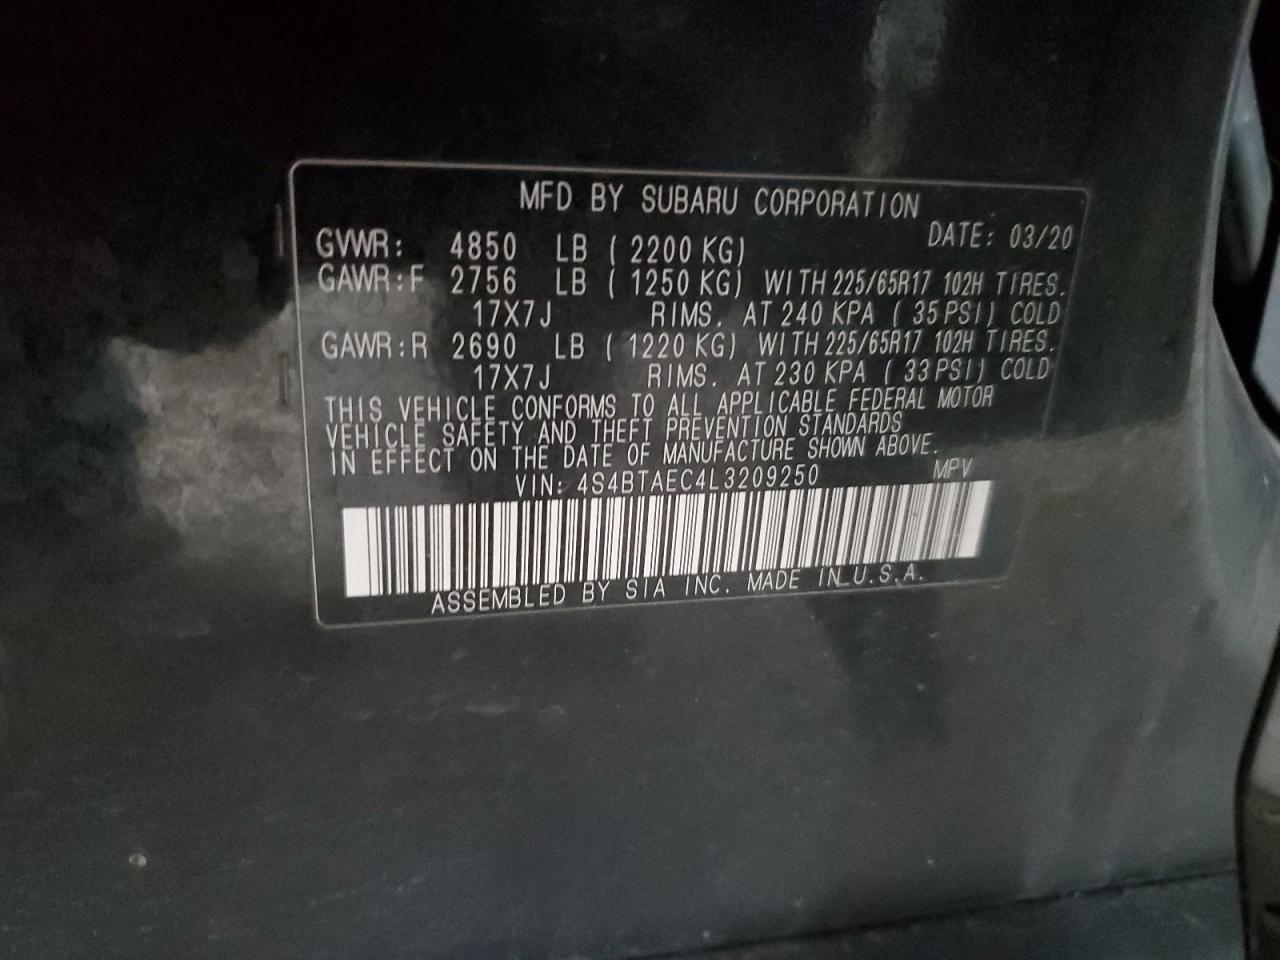 MFD BY SUBARU CORPORATION
GVWR: 4850 LB ( 2200 KG) DATE: 03/20
GAWR:F 2756 LB ( 1250 KG) WITH 225/65R17 102H TIRES.
17X7J RIMS. AT 240 KPA ( 35 PSI) COLD
GAWR:R 2690 LB ( 1220 KG) WITH 225/65R17 102H TIRES.
17X7J RIMS. AT 230 KPA ( 33 PSI) COLD
THIS VEHICLE CONFORMS TO ALL APPLICABLE FEDERAL MOTOR
VEHICLE SAFETY AND THEFT PREVENTION STANDARDS
IN EFFECT ON THE DATE OF MANUFACTURE SHOWN ABOVE.
VIN: 4S4BTAEC4L3209250 MPV
ASSEMBLED BY SIA INC. MADE IN U.S.A.